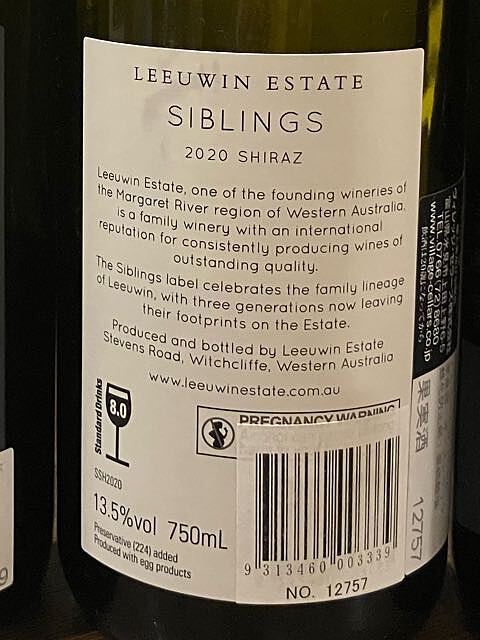 LEEUWIN ESTATE
SIBLINGS
2020 SHIRAZ
Leeuwin Estate, one of the founding wineries of
the Margaret River region of Western Australia,
is a family winery with an international
reputation for consistently producing wines of
outstanding quality.
The Siblings label celebrates the family lineage
of Leeuwin, with three generations now leaving
their footprints on the Estate.
Produced and bottled by Leeuwin Estate
Stevens Road, Witchcliffe, Western Australia
www.leeuwinestate.com.au
Standard Drinks
8.0
PREGNANCY WARNING
SSH2020
13.5%vol 750mL
Preservative (224) added
Produced with egg products
9 313460 003339
NO. 12757
www.village-cellars.co.jp
果実酒
12757